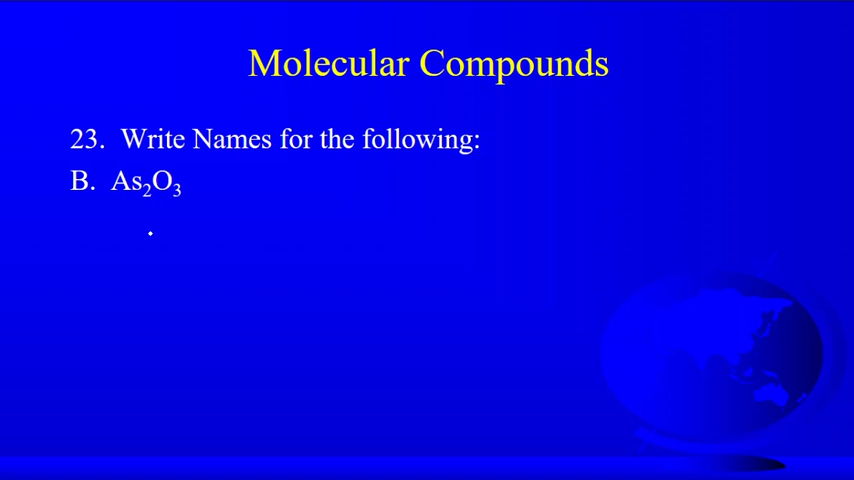 Molecular Compounds
23. Write Names for the following:
B. As₂O₃